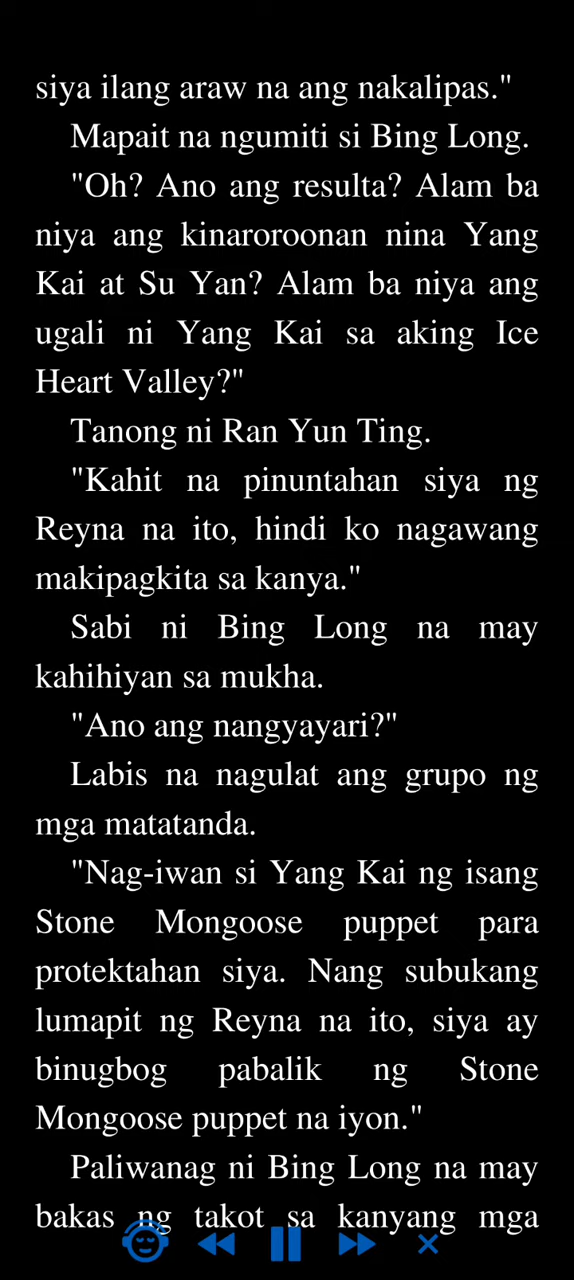 siya ilang araw na ang nakalipas."
Mapait na ngumiti si Bing Long.
"Oh? Ano ang resulta? Alam ba
niya ang kinaroroonan nina Yang
Kai at Su Yan? Alam ba niya ang
ugali ni Yang Kai sa aking Ice
Heart Valley?"
Tanong ni Ran Yun Ting.
"Kahit na pinuntahan siya ng
Reyna na ito, hindi ko nagawang
makipagkita sa kanya."
Sabi ni Bing Long na may
kahihiyan sa mukha.
"Ano ang nangyayari?"
Labis na nagulat ang grupo ng
mga matatanda.
"Nag-iwan si Yang Kai ng isang
Stone Mongoose puppet para
protektahan siya. Nang subukang
lumapit ng Reyna na ito, siya ay
binugbog pabalik ng Stone
Mongoose puppet na iyon."
Paliwanag ni Bing Long na may
bakas ng takot sa kanyang mga